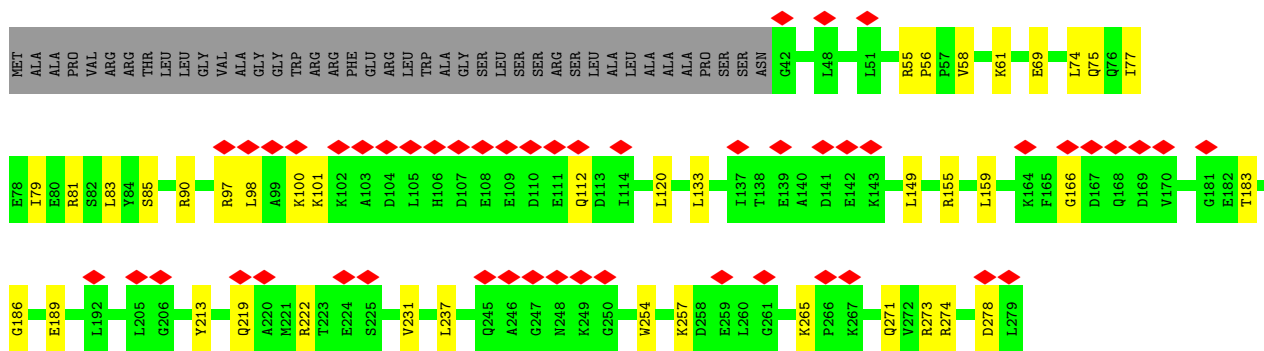 MET ALA ALA PRO VAL ARG ARG THR LEU LEU GLY VAL ALA GLY GLY TRP ARG ARG PHE GLU ARG LEU TRP ALA GLY SER LEU SER SER ARG SER LEU ALA LEU ALA ALA ALA PRO SER SER ASN G42 L48 L51 R55 P56 P57 V58 K61 E69 L74 Q75 Q76 I77
E78 I79 E80 R81 S82 L83 Y84 S85 R90 R97 L98 A99 K100 K101 K102 A103 D104 L105 H106 D107 E108 E109 D110 E111 Q112 D113 I114 L120 L133 I137 T138 E139 A140 D141 E142 K143 L149 R155 L159 K164 F165 G166 D167 Q168 D169 V170 G181 E182 T183
G186 E189 L192 L205 G206 Y213 Q219 A220 M221 R222 T223 E224 S225 V231 L237 Q245 A246 G247 N248 K249 G250 W254 K257 D258 E259 L260 G261 K265 P266 K267 Q271 V272 R273 R274 D278 L279